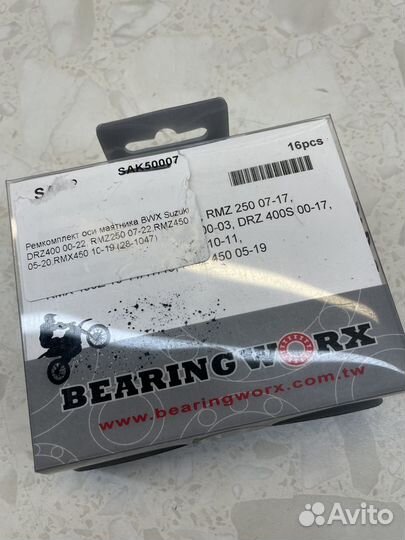 SAK50007
16pcs
Ремкомплект оси маятника BWX Suzuki
DRZ400 00-22, RMZ250 07-22,RMZ450
05-20,RMX450 10-19 (28-1047)
, RMZ 250 07-17,
00-03, DRZ 400S 00-17,
10-11,
450 05-19
BEARING WORX
www.bearingworx.com.tw
Avito